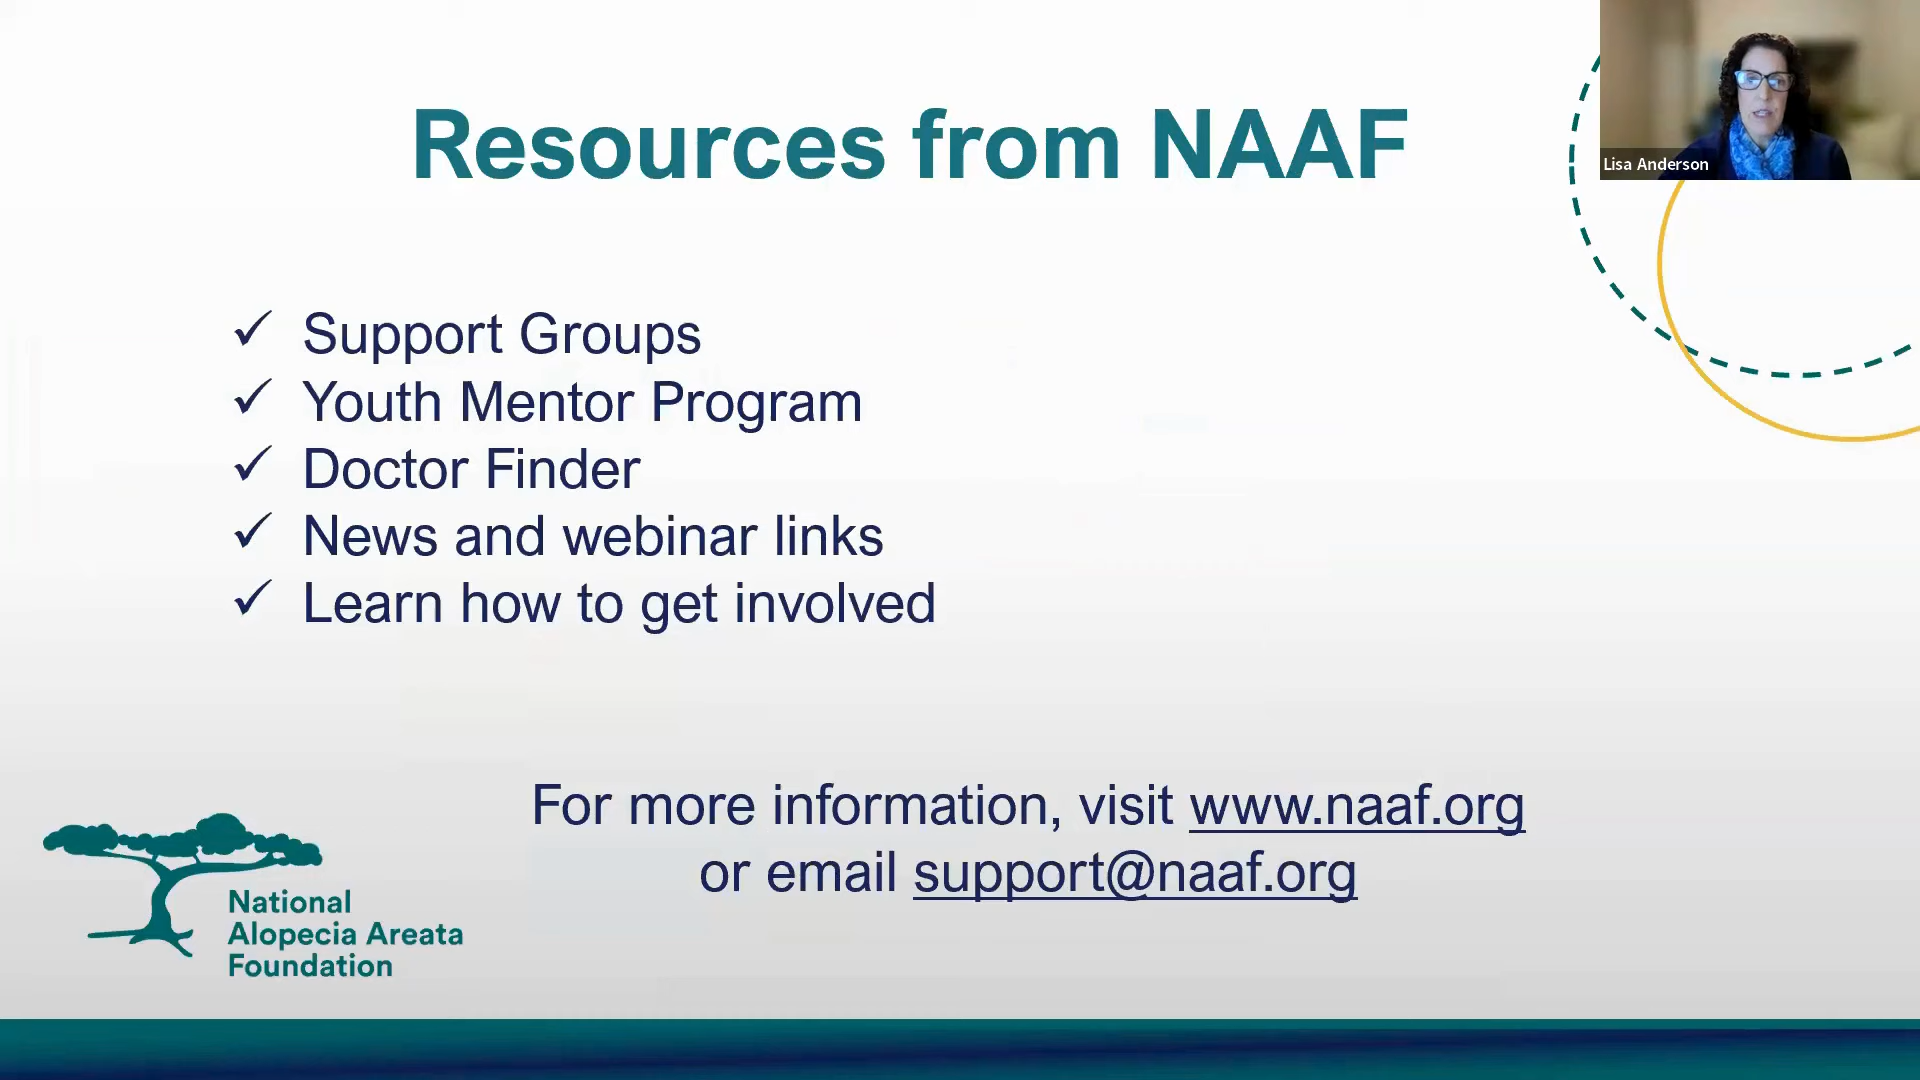 Resources from NAAF
Lisa Anderson
✓ Support Groups
✓ Youth Mentor Program
✓ Doctor Finder
✓ News and webinar links
✓ Learn how to get involved
For more information, visit www.naaf.org
or email support@naaf.org
National
Alopecia Areata
Foundation